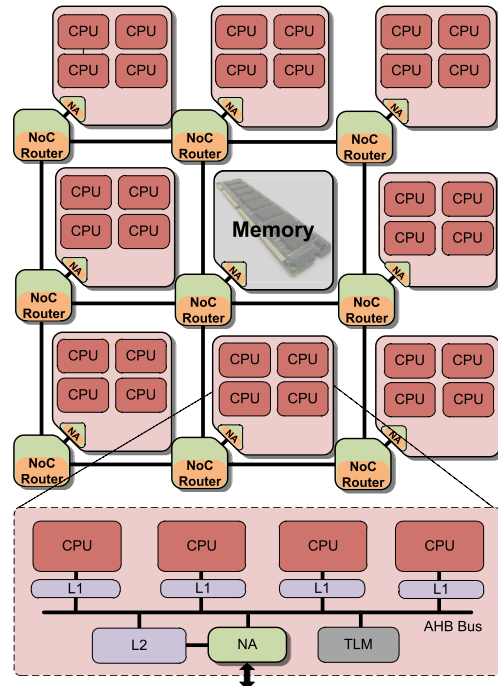 CPU CPU CPU CPU CPU CPU
CPU CPU CPU CPU CPU CPU
NA NA NA
NoC Router NoC Router NoC Router
CPU CPU Memory CPU CPU
CPU CPU CPU CPU
NA NA NA
NoC Router NoC Router NoC Router
CPU CPU CPU CPU CPU CPU
CPU CPU CPU CPU CPU CPU
NA NA
NoC Router NoC Router NoC Router
CPU CPU CPU CPU
L1 L1 L1 L1
AHB Bus
L2 NA TLM